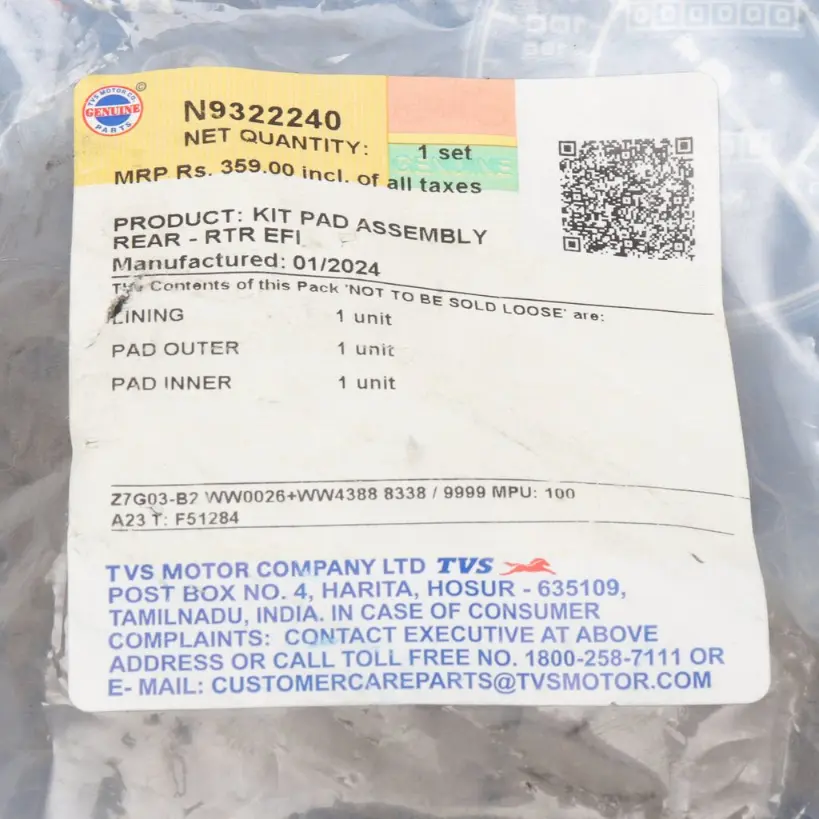 TVS MOTOR CO.
GENUINE
PARTS
©
N9322240
NET QUANTITY: 1 set
GENUINE
MRP Rs. 359.00 incl. of all taxes
PRODUCT: KIT PAD ASSEMBLY
REAR - RTR EFI
Manufactured: 01/2024
The Contents of this Pack 'NOT TO BE SOLD LOOSE' are:
LINING 1 unit
PAD OUTER 1 unit
PAD INNER 1 unit
Z7G03-B2 WW0026+WW4388 8338 / 9999 MPU: 100
A23 T: F51284
TVS MOTOR COMPANY LTD TVS
POST BOX NO. 4, HARITA, HOSUR - 635109,
TAMILNADU, INDIA. IN CASE OF CONSUMER
COMPLAINTS: CONTACT EXECUTIVE AT ABOVE
ADDRESS OR CALL TOLL FREE NO. 1800-258-7111 OR
E- MAIL: CUSTOMERCAREPARTS@TVSMOTOR.COM